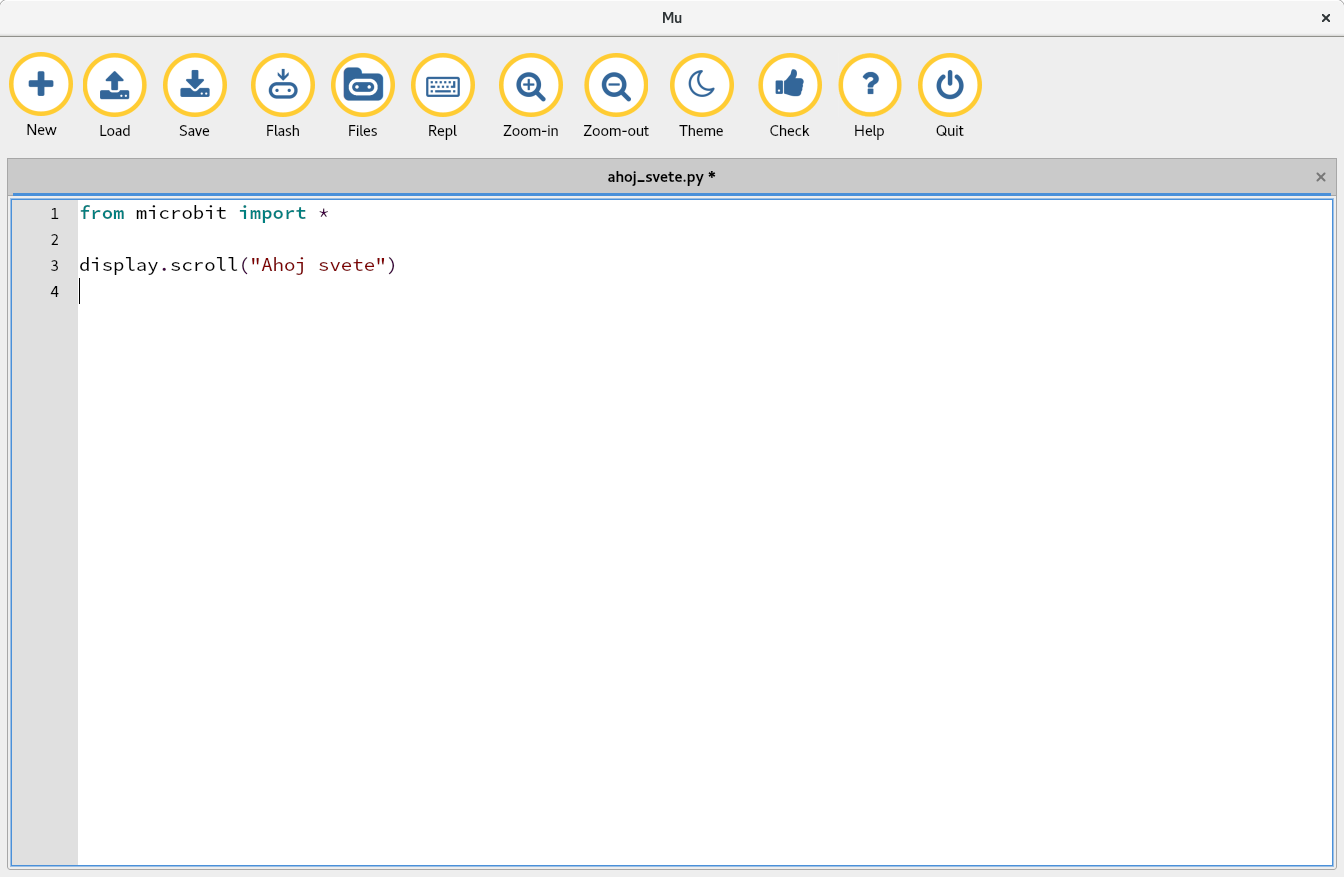 Mu
New Load Save Flash Files Repl Zoom-in Zoom-out Theme Check Help Quit
ahoj_svete.py *
1 from microbit import *
2
3 display.scroll("Ahoj svete")
4